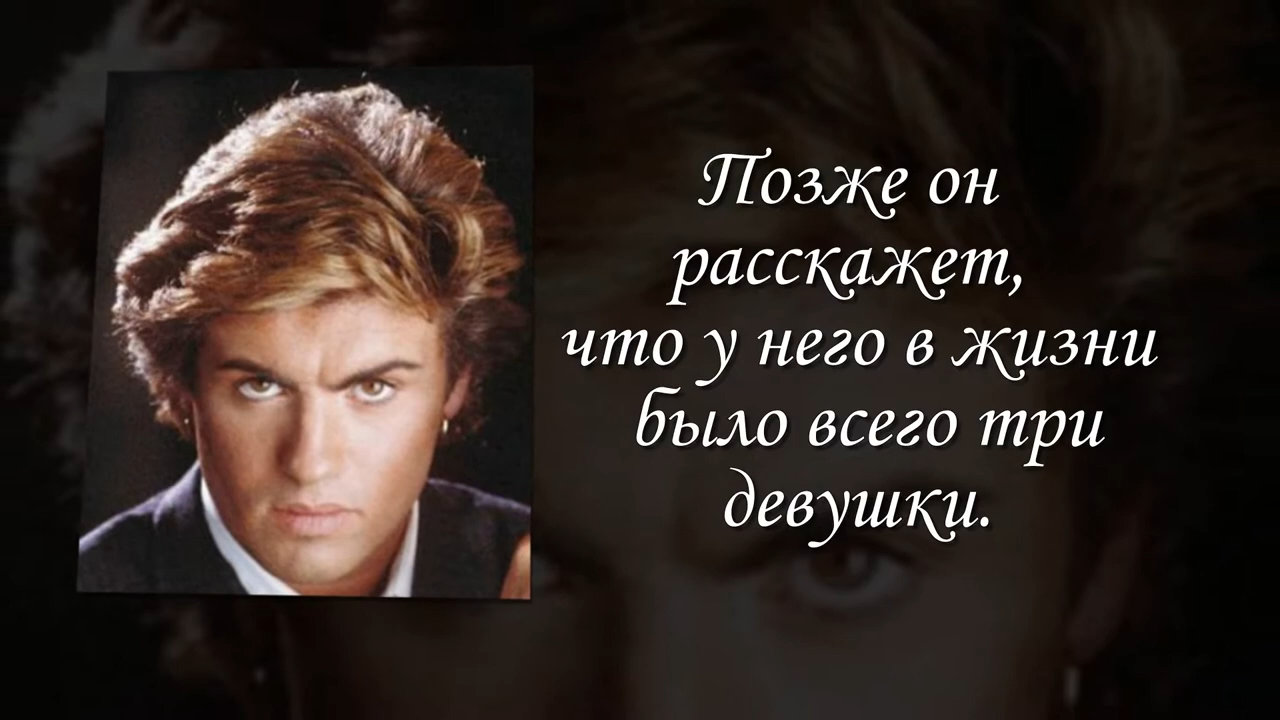 Позже он
расскажет,
что у него в жизни
было всего три
девушки.